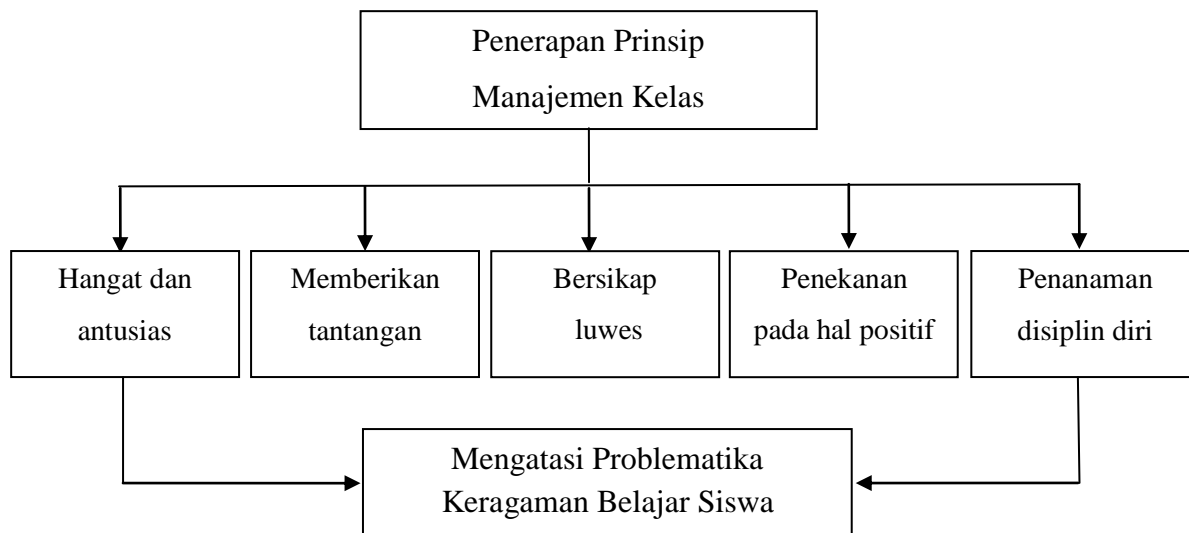 Penerapan Prinsip
Manajemen Kelas
Hangat dan
antusias
Memberikan
tantangan
Bersikap
luwes
Penekanan
pada hal positif
Penanaman
disiplin diri
Mengatasi Problematika
Keragaman Belajar Siswa